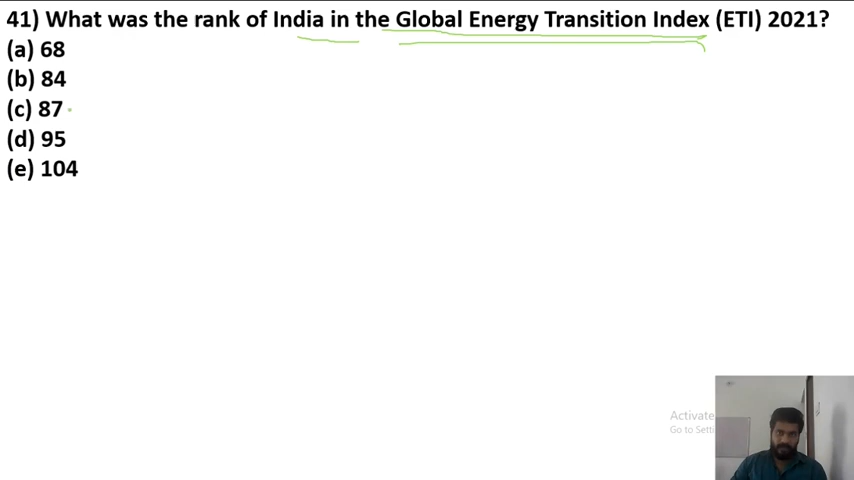 41) What was the rank of India in the Global Energy Transition Index (ETI) 2021?
(a) 68
(b) 84
(c) 87
(d) 95
(e) 104
Activate
Go to Setti